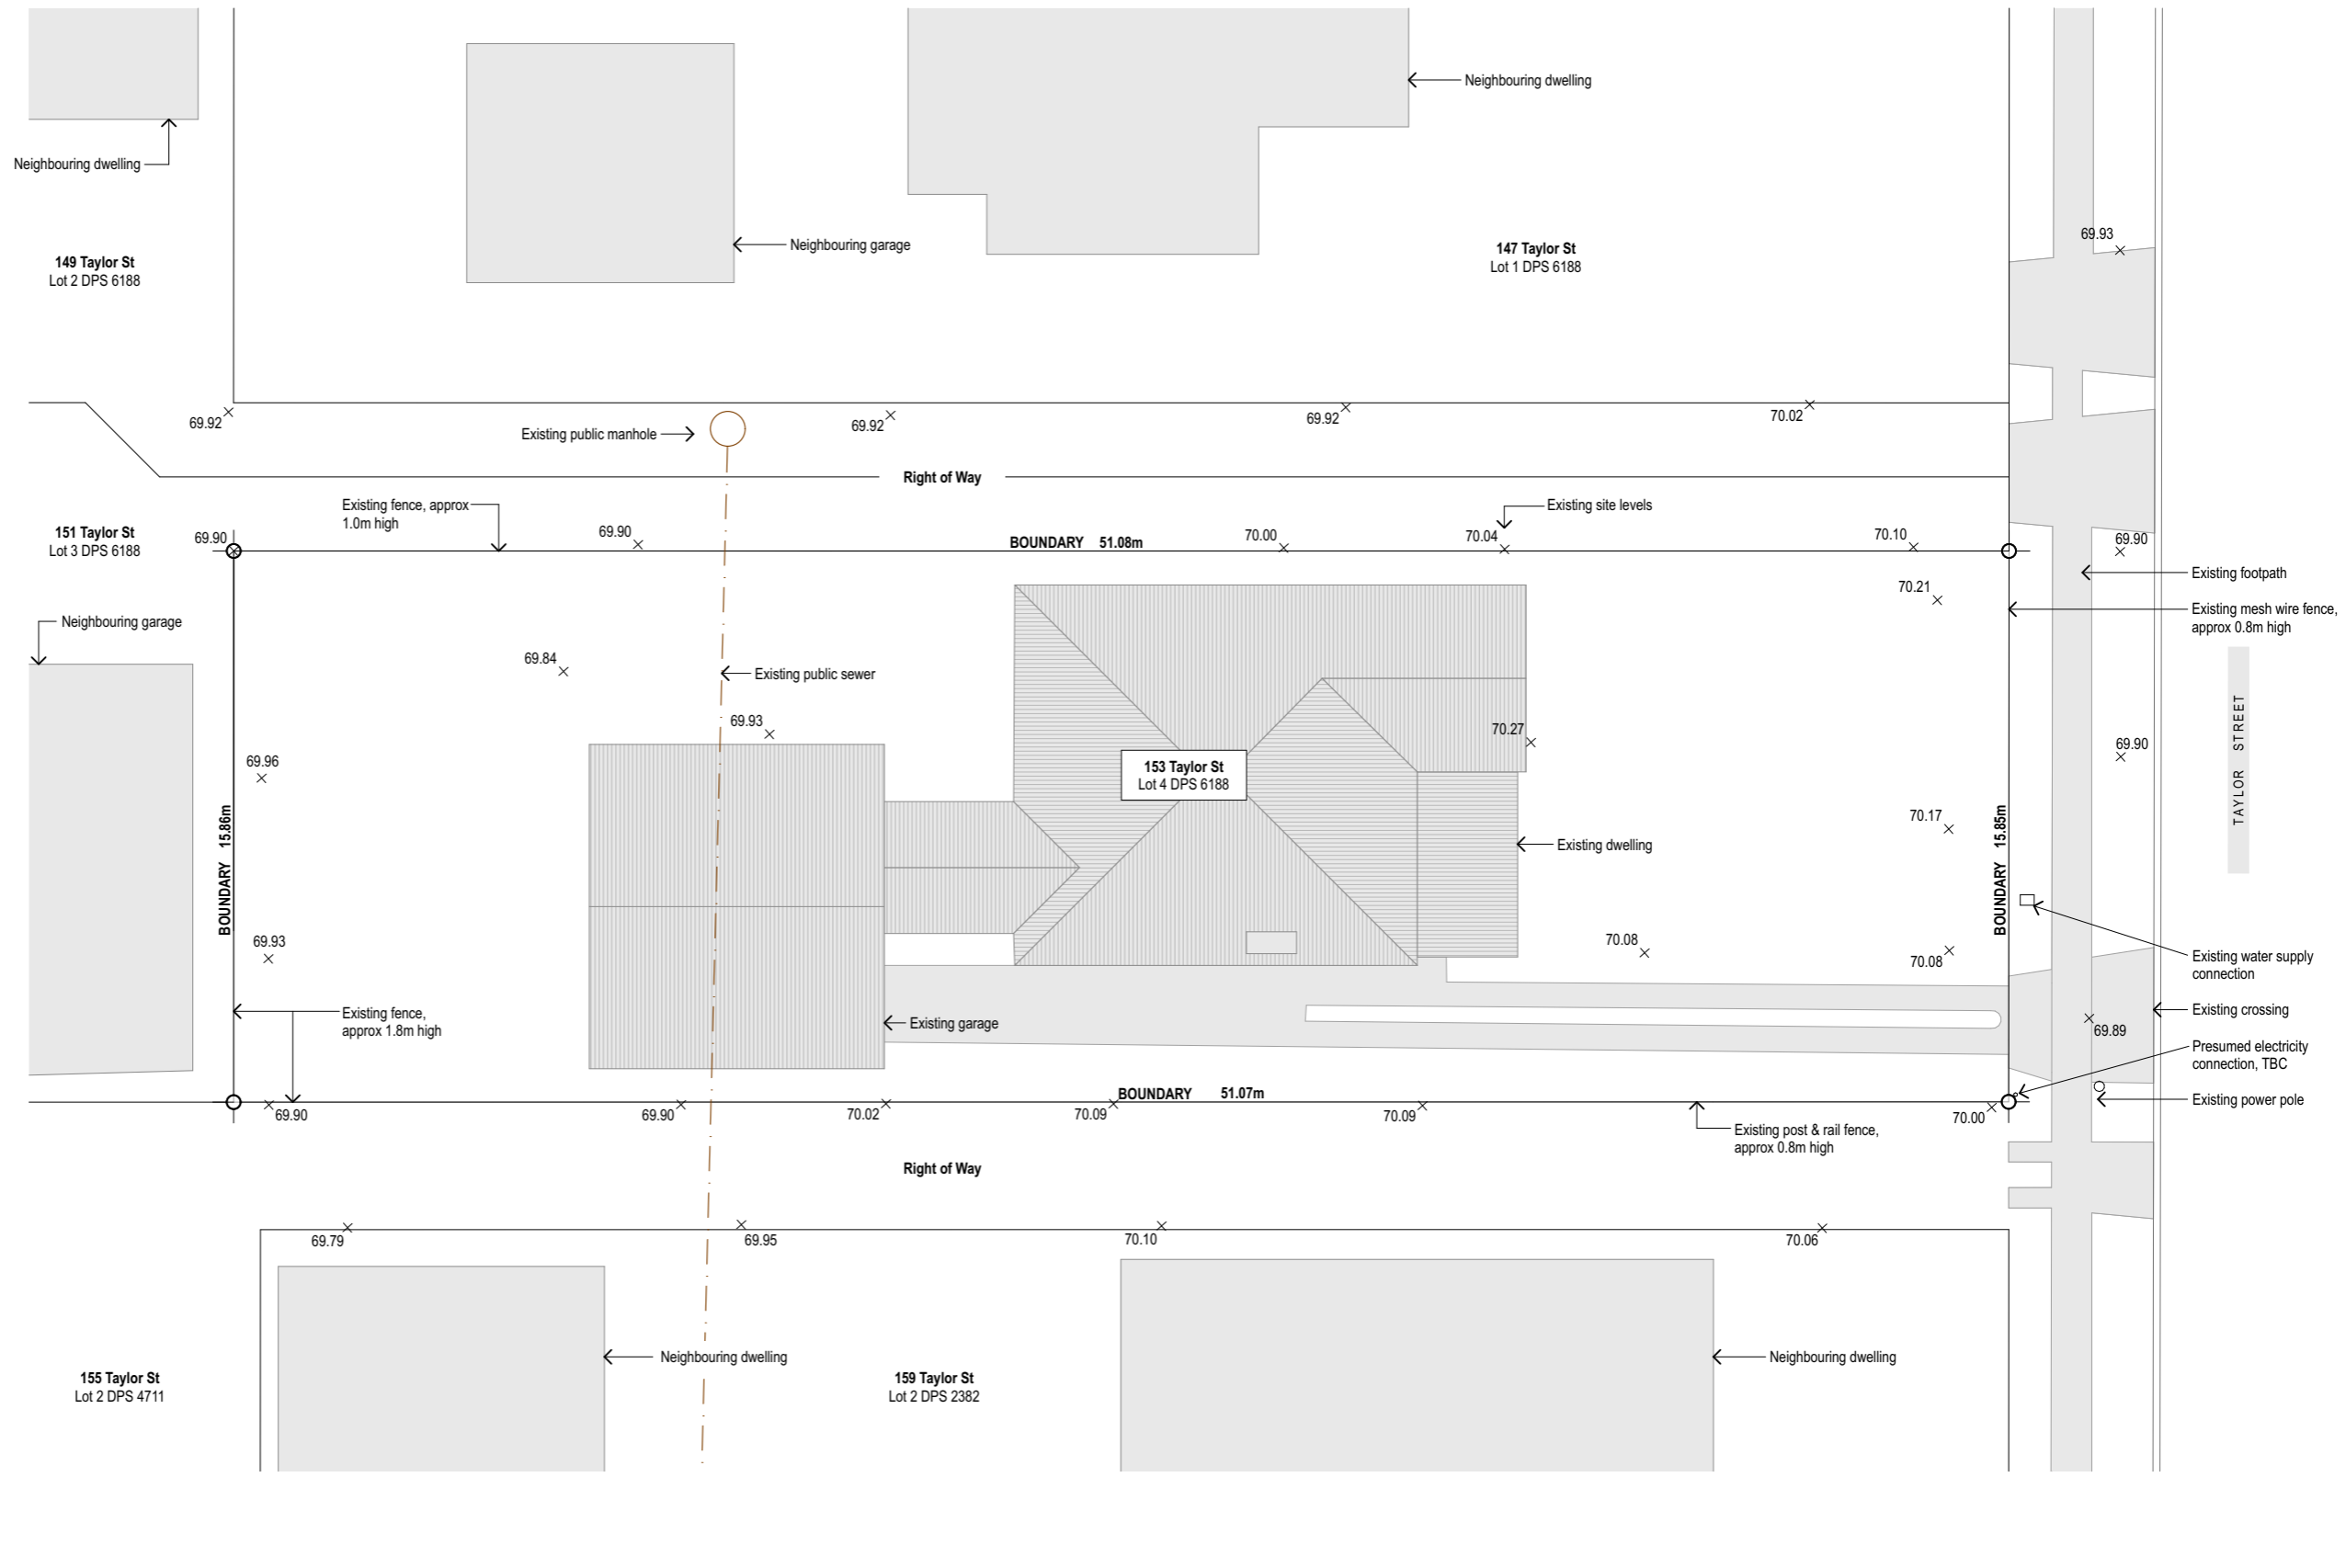 Neighbouring dwelling
Neighbouring dwelling
Neighbouring garage
149 Taylor St
Lot 2 DPS 6188
147 Taylor St
Lot 1 DPS 6188
69.93
69.92
Existing public manhole
69.92
69.92
70.02
Right of Way
Existing fence, approx
1.0m high
Existing site levels
151 Taylor St
Lot 3 DPS 6188
69.90
69.90
BOUNDARY 51.08m
70.00
70.04
70.10
69.90
Existing footpath
70.21
Existing mesh wire fence,
approx 0.8m high
Neighbouring garage
69.84
Existing public sewer
69.93
70.27
69.90
TAYLOR STREET
69.96
153 Taylor St
Lot 4 DPS 6188
70.17
BOUNDARY 15.86m
BOUNDARY 15.85m
Existing dwelling
69.93
70.08
70.08
Existing water supply
connection
Existing fence,
approx 1.8m high
Existing garage
Existing crossing
69.89
Presumed electricity
connection, TBC
BOUNDARY 51.07m
Existing power pole
69.90
69.90
70.02
70.09
70.09
70.00
Existing post & rail fence,
approx 0.8m high
Right of Way
69.79
69.95
70.10
70.06
Neighbouring dwelling
Neighbouring dwelling
155 Taylor St
Lot 2 DPS 4711
159 Taylor St
Lot 2 DPS 2382